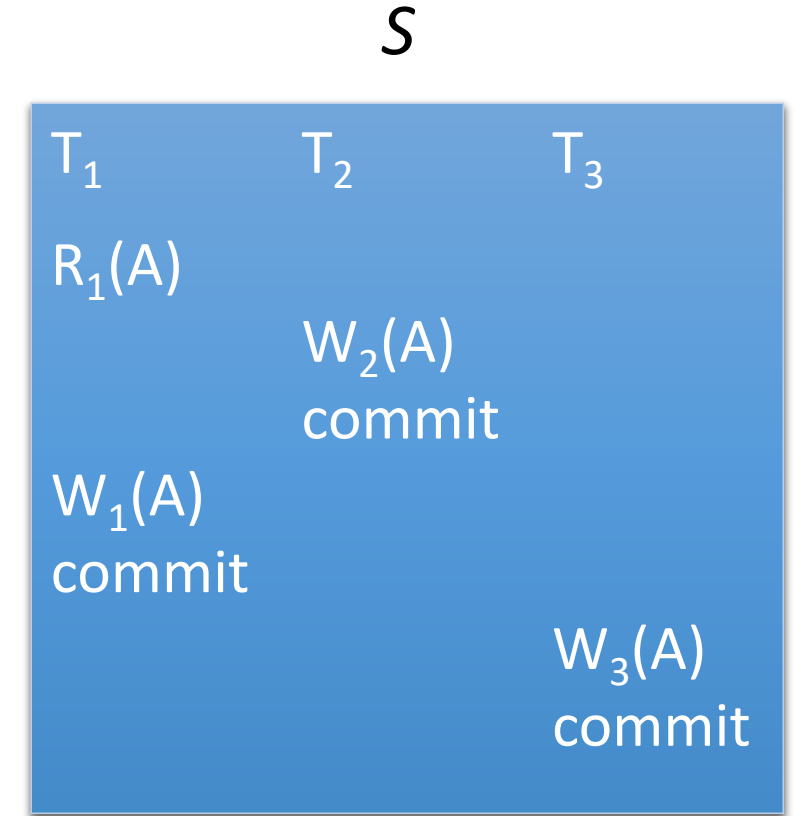 S
T₁ T₂ T₃
R₁(A)
W₂(A)
commit
W₁(A)
commit
W₃(A)
commit